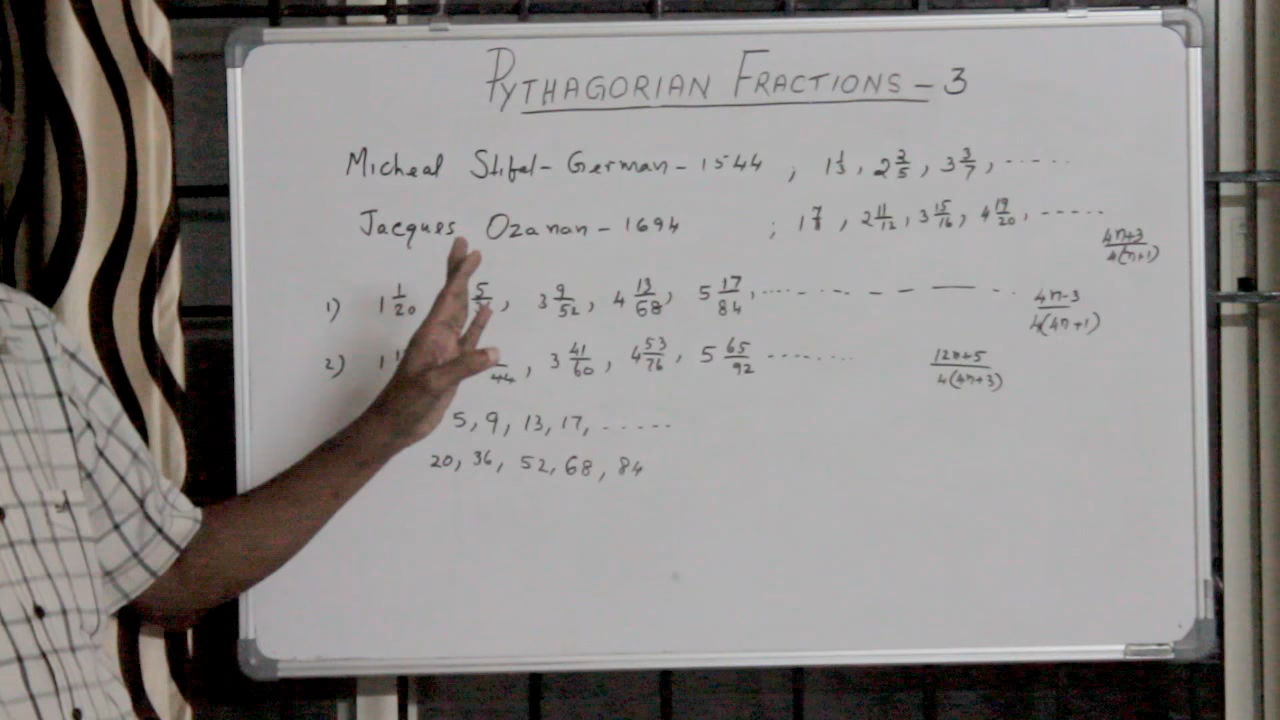 PYTHAGORIAN FRACTIONS - 3
Micheal Stifel - German - 1544 ; 1 1/3, 2 2/5, 3 3/7, ......
Jacques Ozanan - 1694 ; 1 7/8, 2 11/12, 3 15/16, 4 19/20, ......
4n+3/4(n+1)
1) 1 1/20 5/, 3 9/52, 4 13/68, 5 17/84, ...... 4n-3/4(4n+1)
2) 1 /44, 3 41/60, 4 53/76, 5 65/92 ........ 12n+5/4(4n+3)
5, 9, 13, 17, ......
20, 36, 52, 68, 84